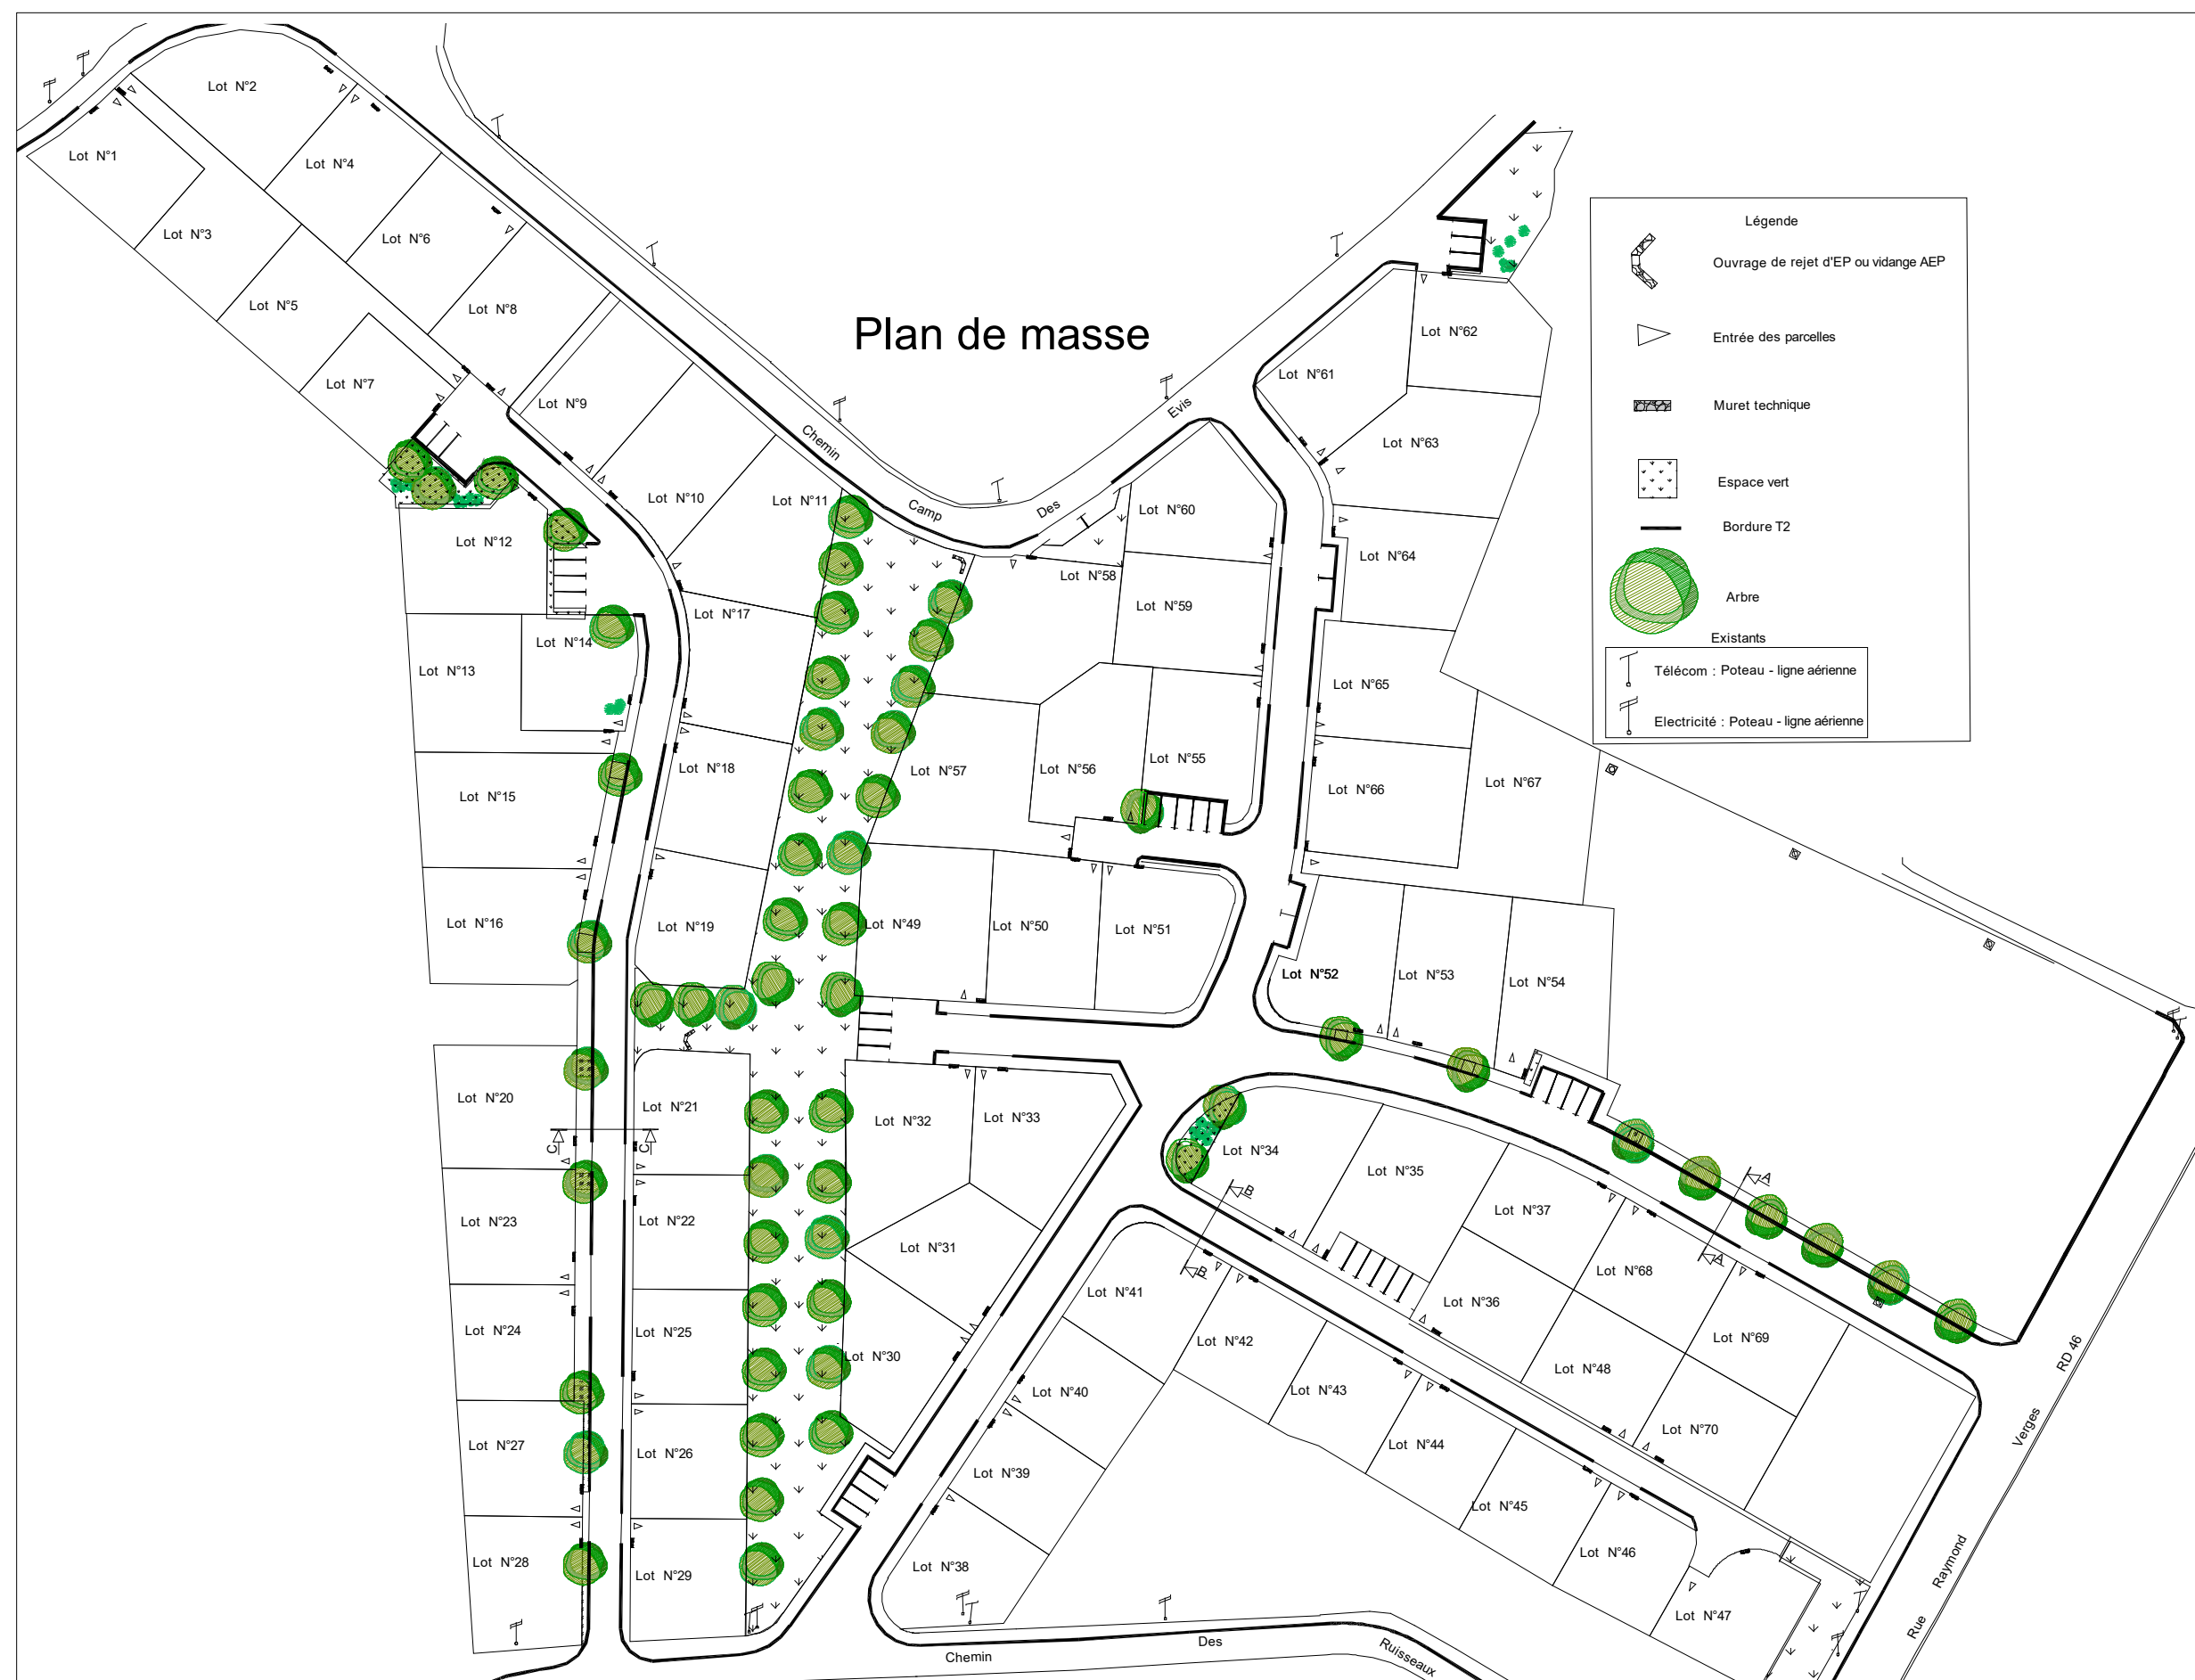 Plan de masse
Légende
Ouvrage de rejet d'EP ou vidange AEP
Entrée des parcelles
Muret technique
Espace vert
Bordure T2
Arbre
Existants
Télécom : Poteau - ligne aérienne
Electricité : Poteau - ligne aérienne
Lot N°2
Lot N°1
Lot N°4
Lot N°3
Lot N°6
Lot N°5
Lot N°8
Lot N°7
Lot N°9
Lot N°10
Lot N°11
Lot N°12
Lot N°14
Lot N°13
Lot N°17
Lot N°15
Lot N°18
Lot N°16
Lot N°19
Chemin
Camp
Des
Evis
Lot N°62
Lot N°61
Lot N°63
Lot N°60
Lot N°64
Lot N°58
Lot N°59
Lot N°65
Lot N°57
Lot N°56
Lot N°55
Lot N°66
Lot N°67
Lot N°49
Lot N°50
Lot N°51
Lot N°52
Lot N°53
Lot N°54
Lot N°20
Lot N°21
C
C
Lot N°32
Lot N°33
Lot N°34
Lot N°35
A
A
B
B
Lot N°23
Lot N°22
Lot N°31
Lot N°37
Lot N°24
Lot N°25
Lot N°30
Lot N°41
Lot N°42
Lot N°36
Lot N°68
Lot N°69
Lot N°40
Lot N°43
Lot N°48
Lot N°27
Lot N°26
Lot N°39
Lot N°44
Lot N°70
Lot N°45
Lot N°28
Lot N°29
Lot N°38
Lot N°46
Lot N°47
Chemin
Des
Ruisseaux
Rue
Raymond
Verges
RD 46